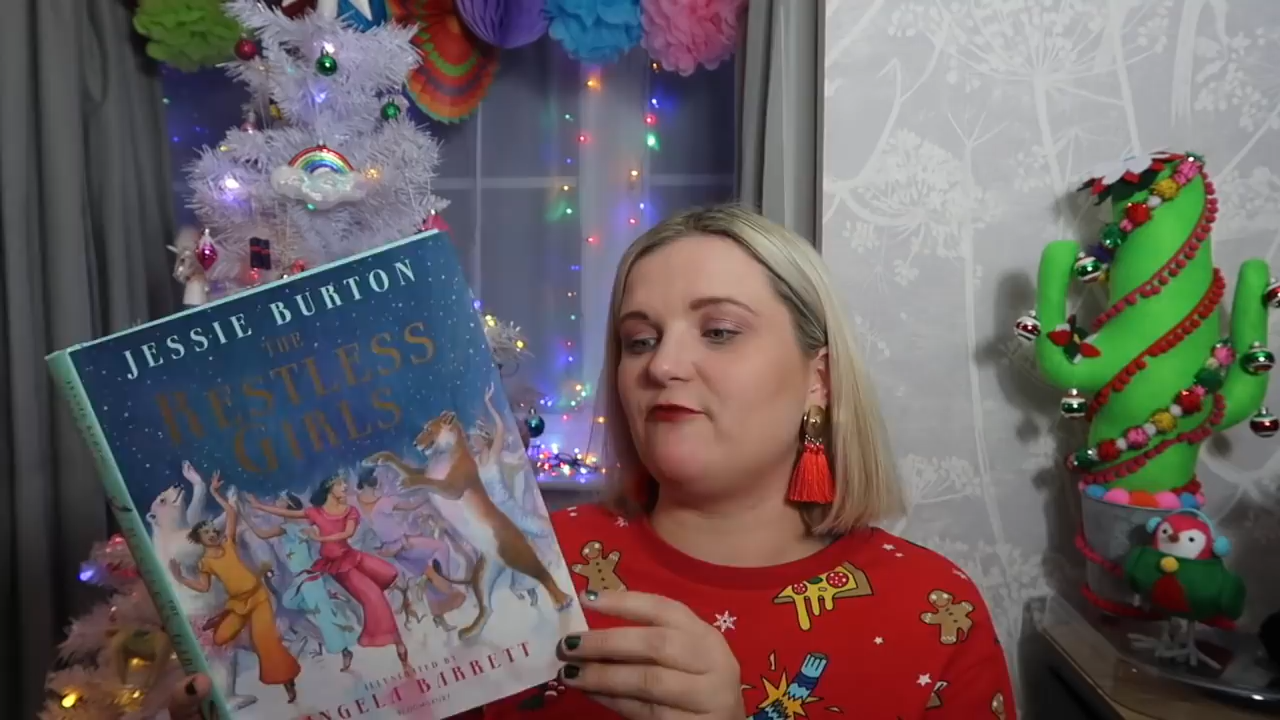 JESSIE BURTON
THE
RESTLESS
GIRLS
ILLUSTRATED BY
ANGELA BARRETT